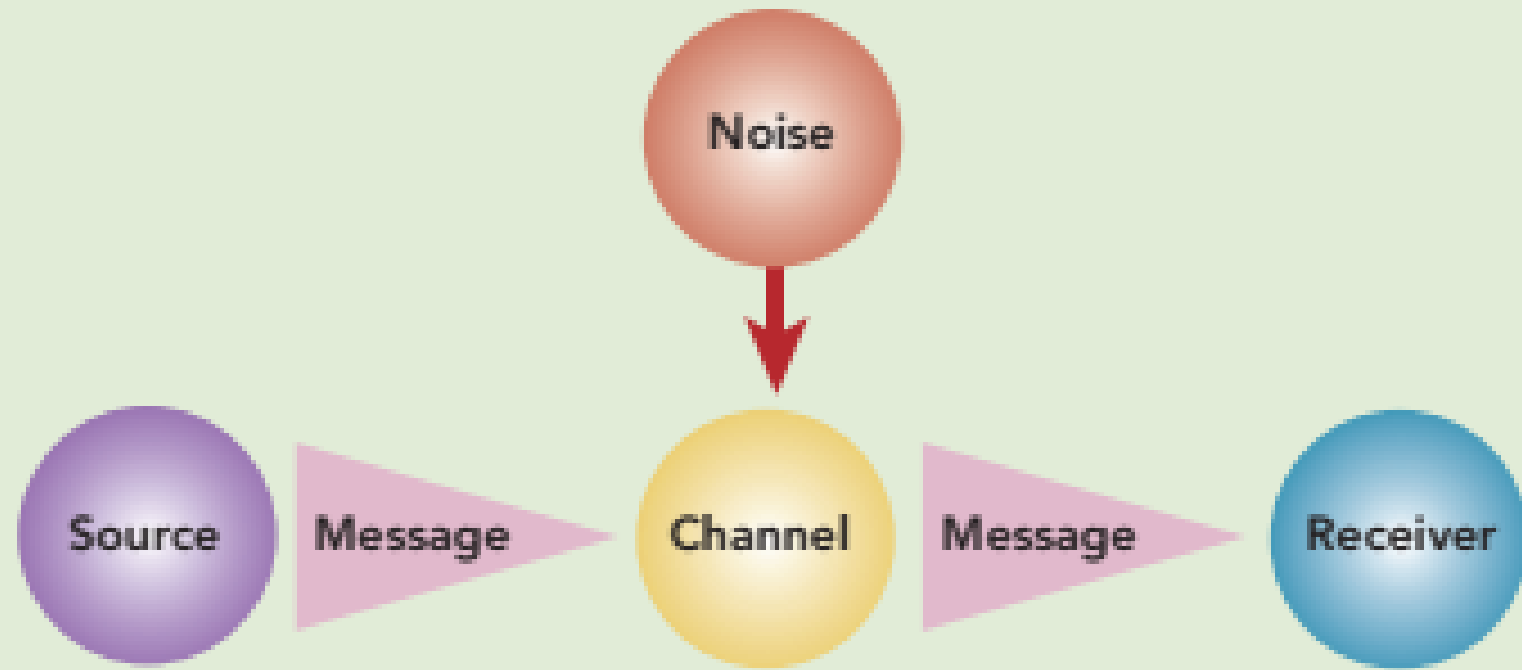 Noise
Source
Message
Channel
Message
Receiver